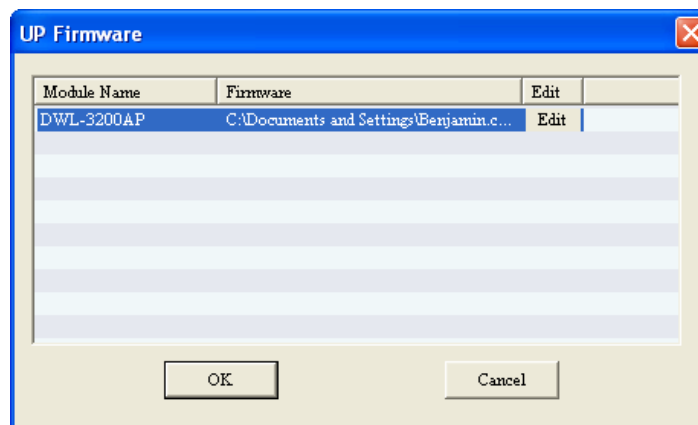 UP Firmware
Module Name Firmware Edit
DWL-3200AP C:\Documents and Settings\Benjamin.c... Edit
OK Cancel